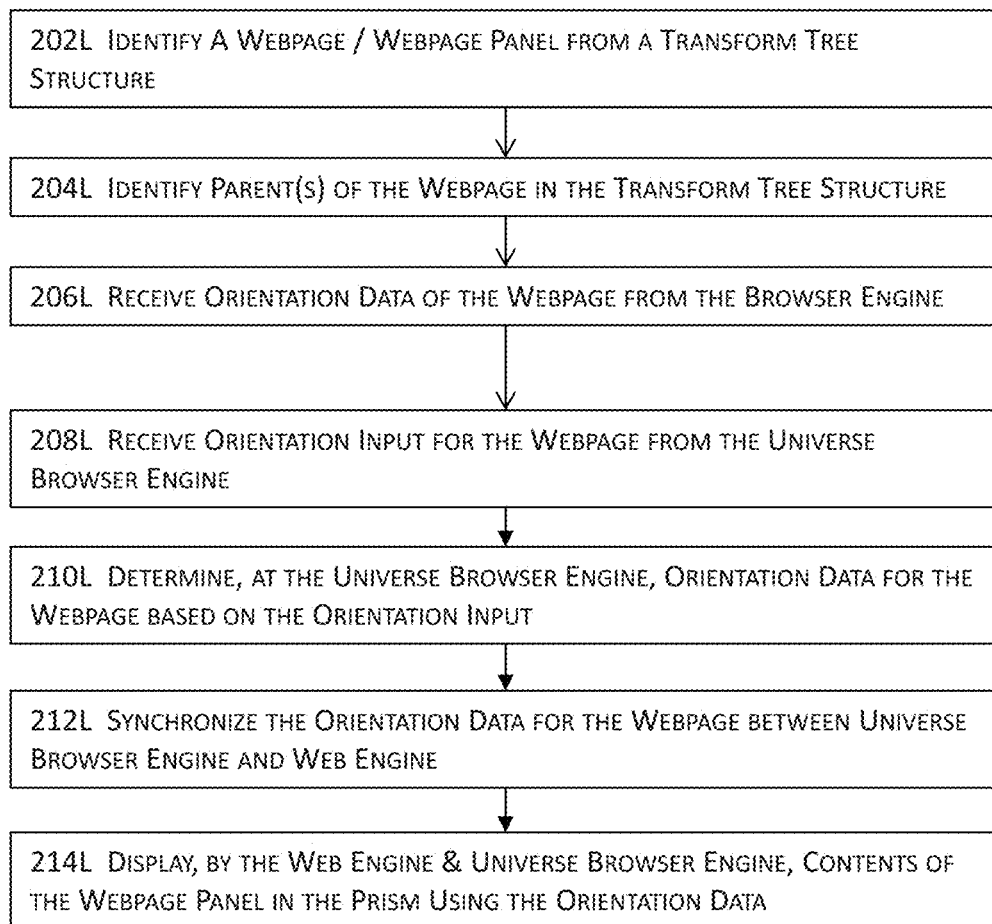 202L IDENTIFY A WEBPAGE / WEBPAGE PANEL FROM A TRANSFORM TREE
STRUCTURE
204L IDENTIFY PARENT(S) OF THE WEBPAGE IN THE TRANSFORM TREE STRUCTURE
206L RECEIVE ORIENTATION DATA OF THE WEBPAGE FROM THE BROWSER ENGINE
208L RECEIVE ORIENTATION INPUT FOR THE WEBPAGE FROM THE UNIVERSE
BROWSER ENGINE
210L DETERMINE, AT THE UNIVERSE BROWSER ENGINE, ORIENTATION DATA FOR THE
WEBPAGE BASED ON THE ORIENTATION INPUT
212L SYNCHRONIZE THE ORIENTATION DATA FOR THE WEBPAGE BETWEEN UNIVERSE
BROWSER ENGINE AND WEB ENGINE
214L DISPLAY, BY THE WEB ENGINE & UNIVERSE BROWSER ENGINE, CONTENTS OF
THE WEBPAGE PANEL IN THE PRISM USING THE ORIENTATION DATA